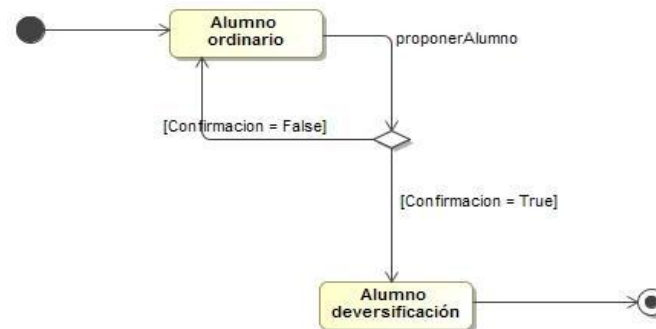 Alumno
ordinario
proponerAlumno
[Confirmacion = False]
[Confirmacion = True]
Alumno
deversificación